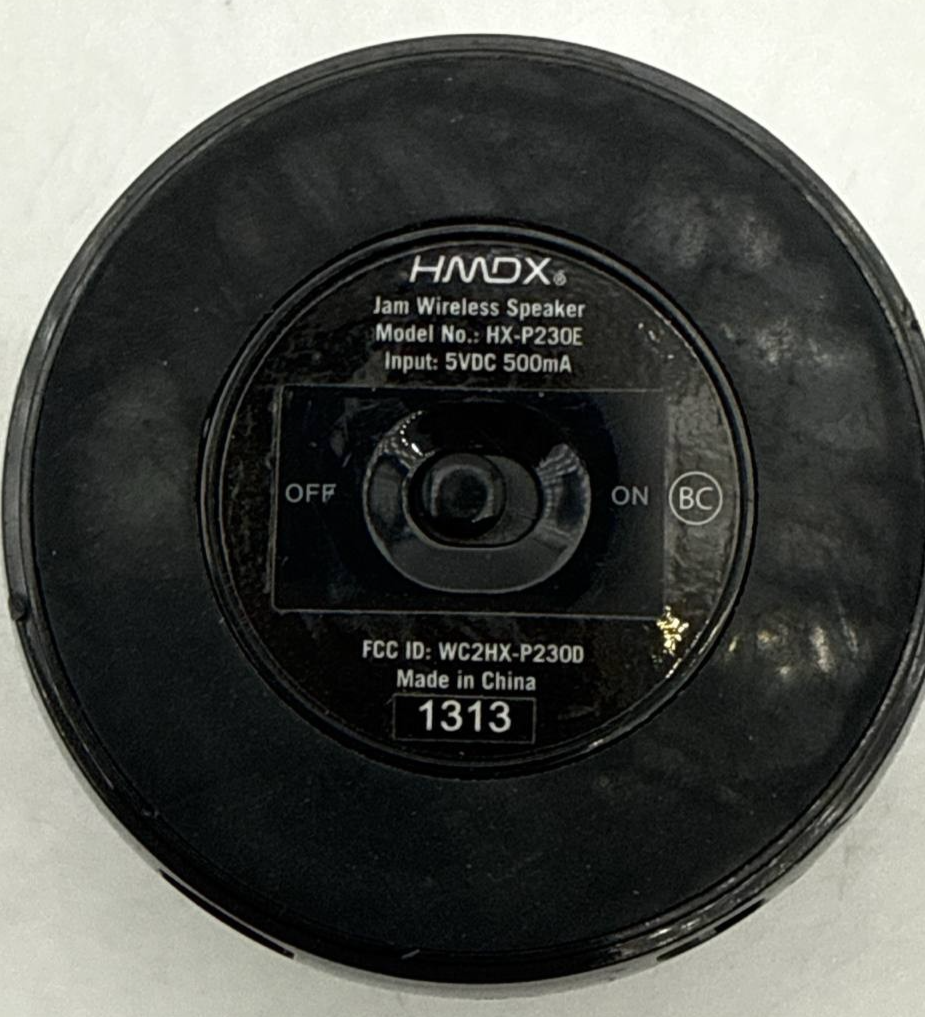 HMDX®
Jam Wireless Speaker
Model No.: HX-P230E
Input: 5VDC 500mA
OFF ON BC
FCC ID: WC2HX-P230D
Made in China
1313